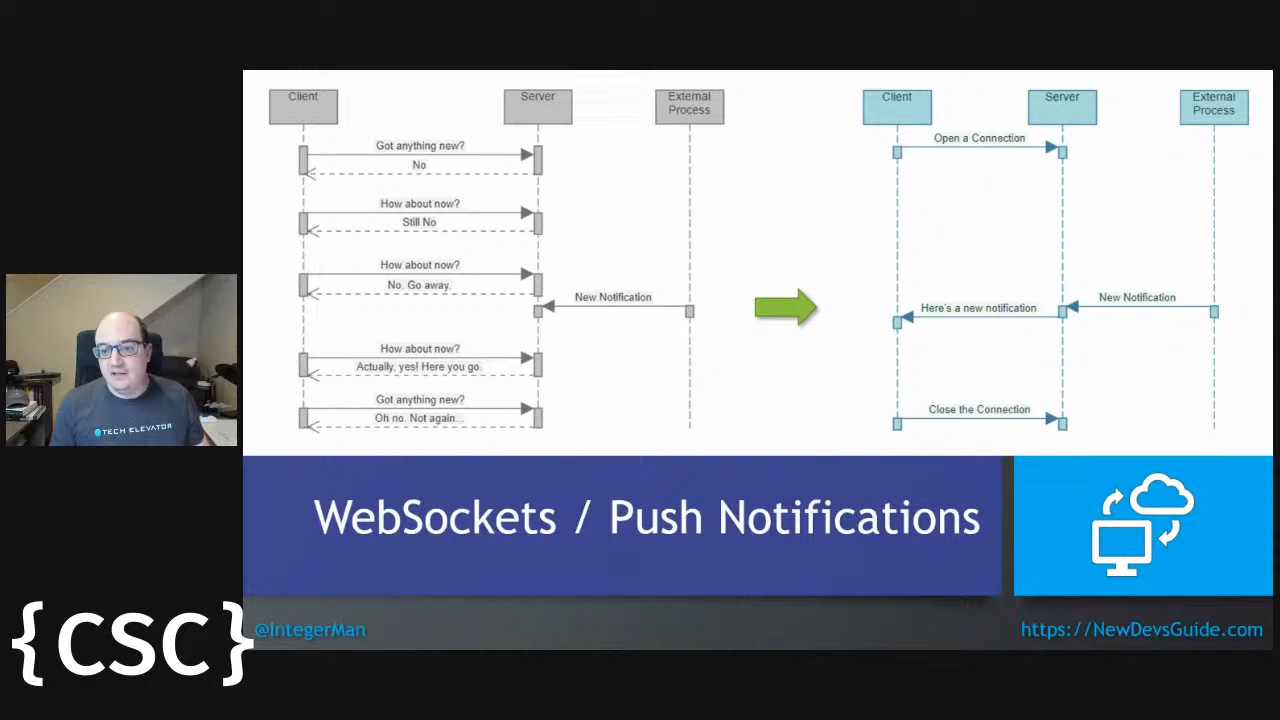 Client
Server
External
Process
Got anything new?
No
How about now?
Still No
How about now?
No. Go away.
New Notification
How about now?
Actually, yes! Here you go.
Got anything new?
Oh no. Not again...
Client
Server
External
Process
Open a Connection
New Notification
Here's a new notification
Close the Connection
TECH ELEVATOR
WebSockets / Push Notifications
{CSC}
@IntegerMan
https://NewDevsGuide.com